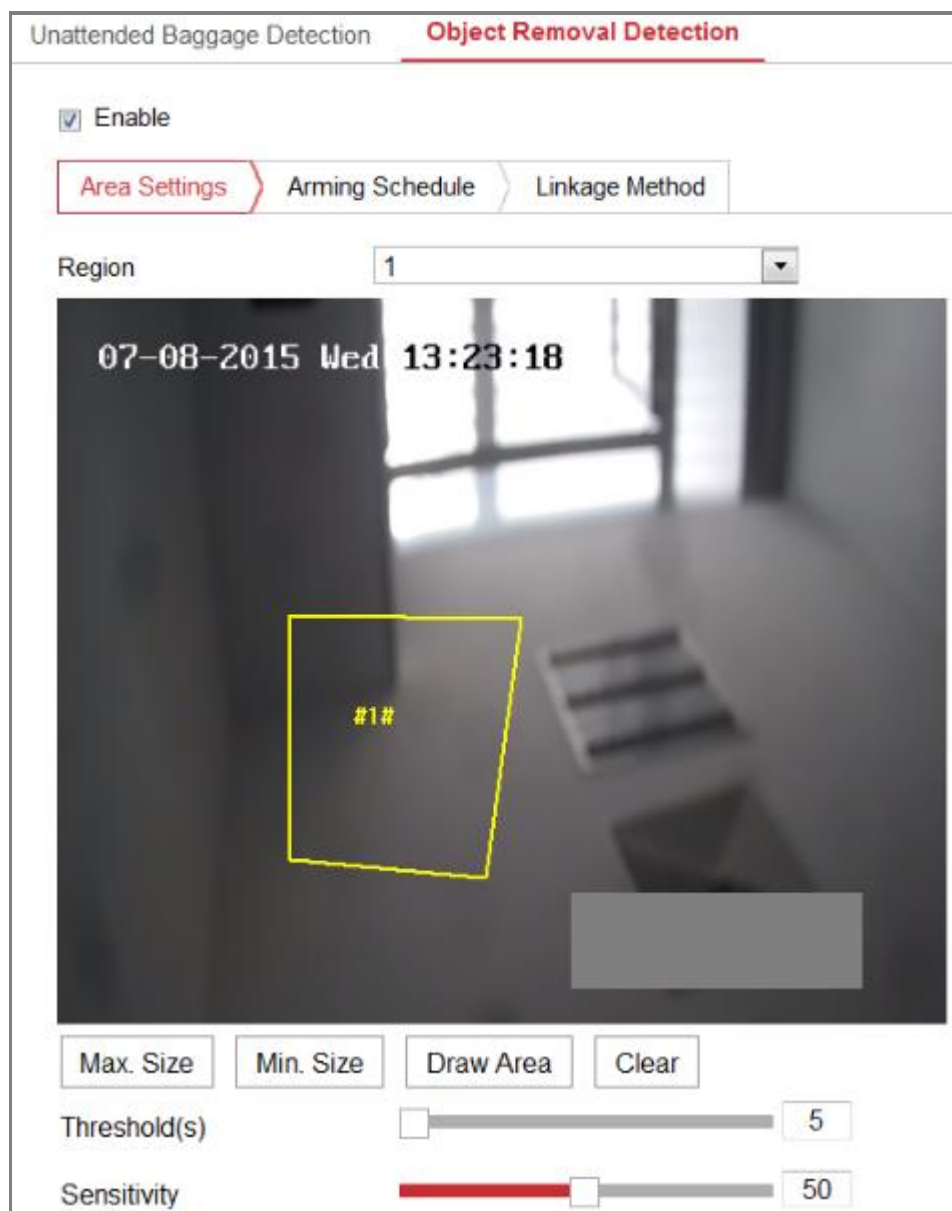 Unattended Baggage Detection Object Removal Detection
Enable
Area Settings Arming Schedule Linkage Method
Region 1
07-08-2015 Wed 13:23:18
#1#
Max. Size Min. Size Draw Area Clear
Threshold(s) 5
Sensitivity 50